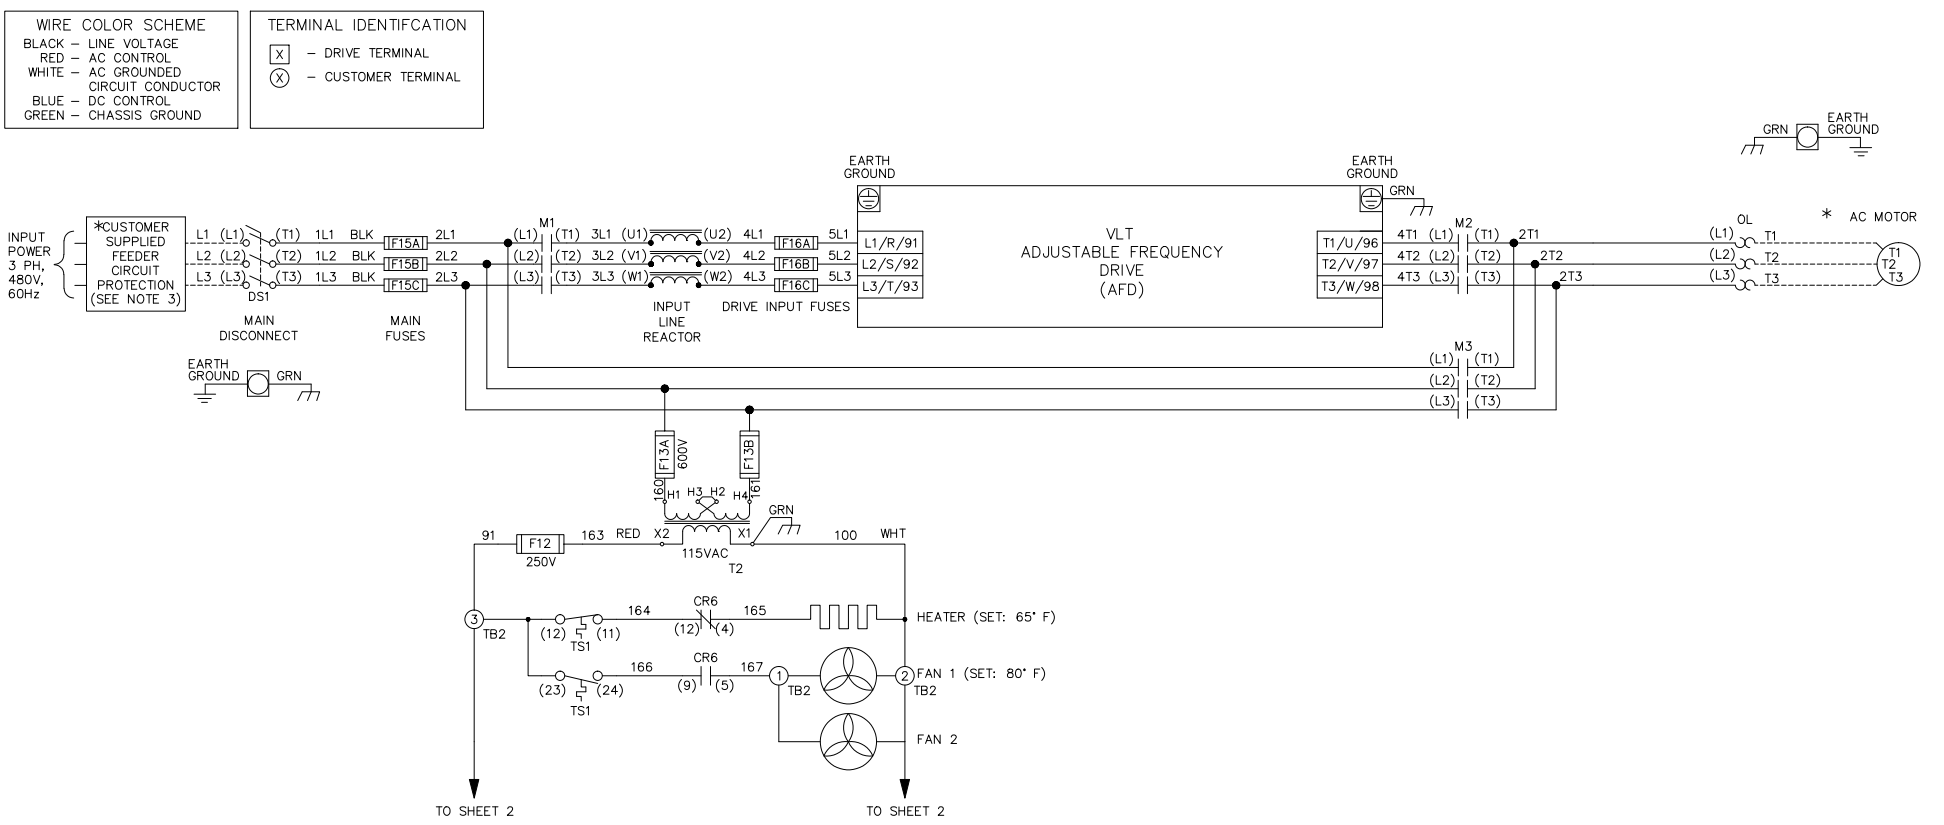 WIRE COLOR SCHEME
BLACK – LINE VOLTAGE
RED – AC CONTROL
WHITE – AC GROUNDED
CIRCUIT CONDUCTOR
BLUE – DC CONTROL
GREEN – CHASSIS GROUND
TERMINAL IDENTIFCATION
X – DRIVE TERMINAL
X – CUSTOMER TERMINAL
GRN
EARTH
GROUND
INPUT
POWER
3 PH,
480V,
60Hz
*CUSTOMER
SUPPLIED
FEEDER
CIRCUIT
PROTECTION
(SEE NOTE 3)
L1 (L1) (T1) 1L1 BLK F15A 2L1
L2 (L2) (T2) 1L2 BLK F15B 2L2
L3 (L3) (T3) 1L3 BLK F15C 2L3
DS1
MAIN
DISCONNECT
MAIN
FUSES
M1
(L1) (T1) 3L1 (U1) (U2) 4L1 F16A 5L1
(L2) (T2) 3L2 (V1) (V2) 4L2 F16B 5L2
(L3) (T3) 3L3 (W1) (W2) 4L3 F16C 5L3
INPUT
LINE
REACTOR
DRIVE INPUT FUSES
EARTH
GROUND
L1/R/91
L2/S/92
L3/T/93
VLT
ADJUSTABLE FREQUENCY
DRIVE
(AFD)
EARTH
GROUND
GRN
T1/U/96
T2/V/97
T3/W/98
M2
4T1 (L1) (T1) 2T1
4T2 (L2) (T2) 2T2
4T3 (L3) (T3) 2T3
OL
(L1) T1
(L2) T2
(L3) T3
* AC MOTOR
T1
T2
T3
M3
(L1) (T1)
(L2) (T2)
(L3) (T3)
EARTH
GROUND
GRN
F13A
600V
F13B
160
161
H1 H3 H2 H4
GRN
91 F12 163 RED X2 X1 100 WHT
250V
115VAC
T2
3
TB2
(12) (11)
TS1
164
CR6
(12) (4)
165
HEATER (SET: 65° F)
(23) (24)
TS1
166
CR6
(9) (5)
167
1
TB2
2
TB2
FAN 1 (SET: 80° F)
FAN 2
TO SHEET 2
TO SHEET 2